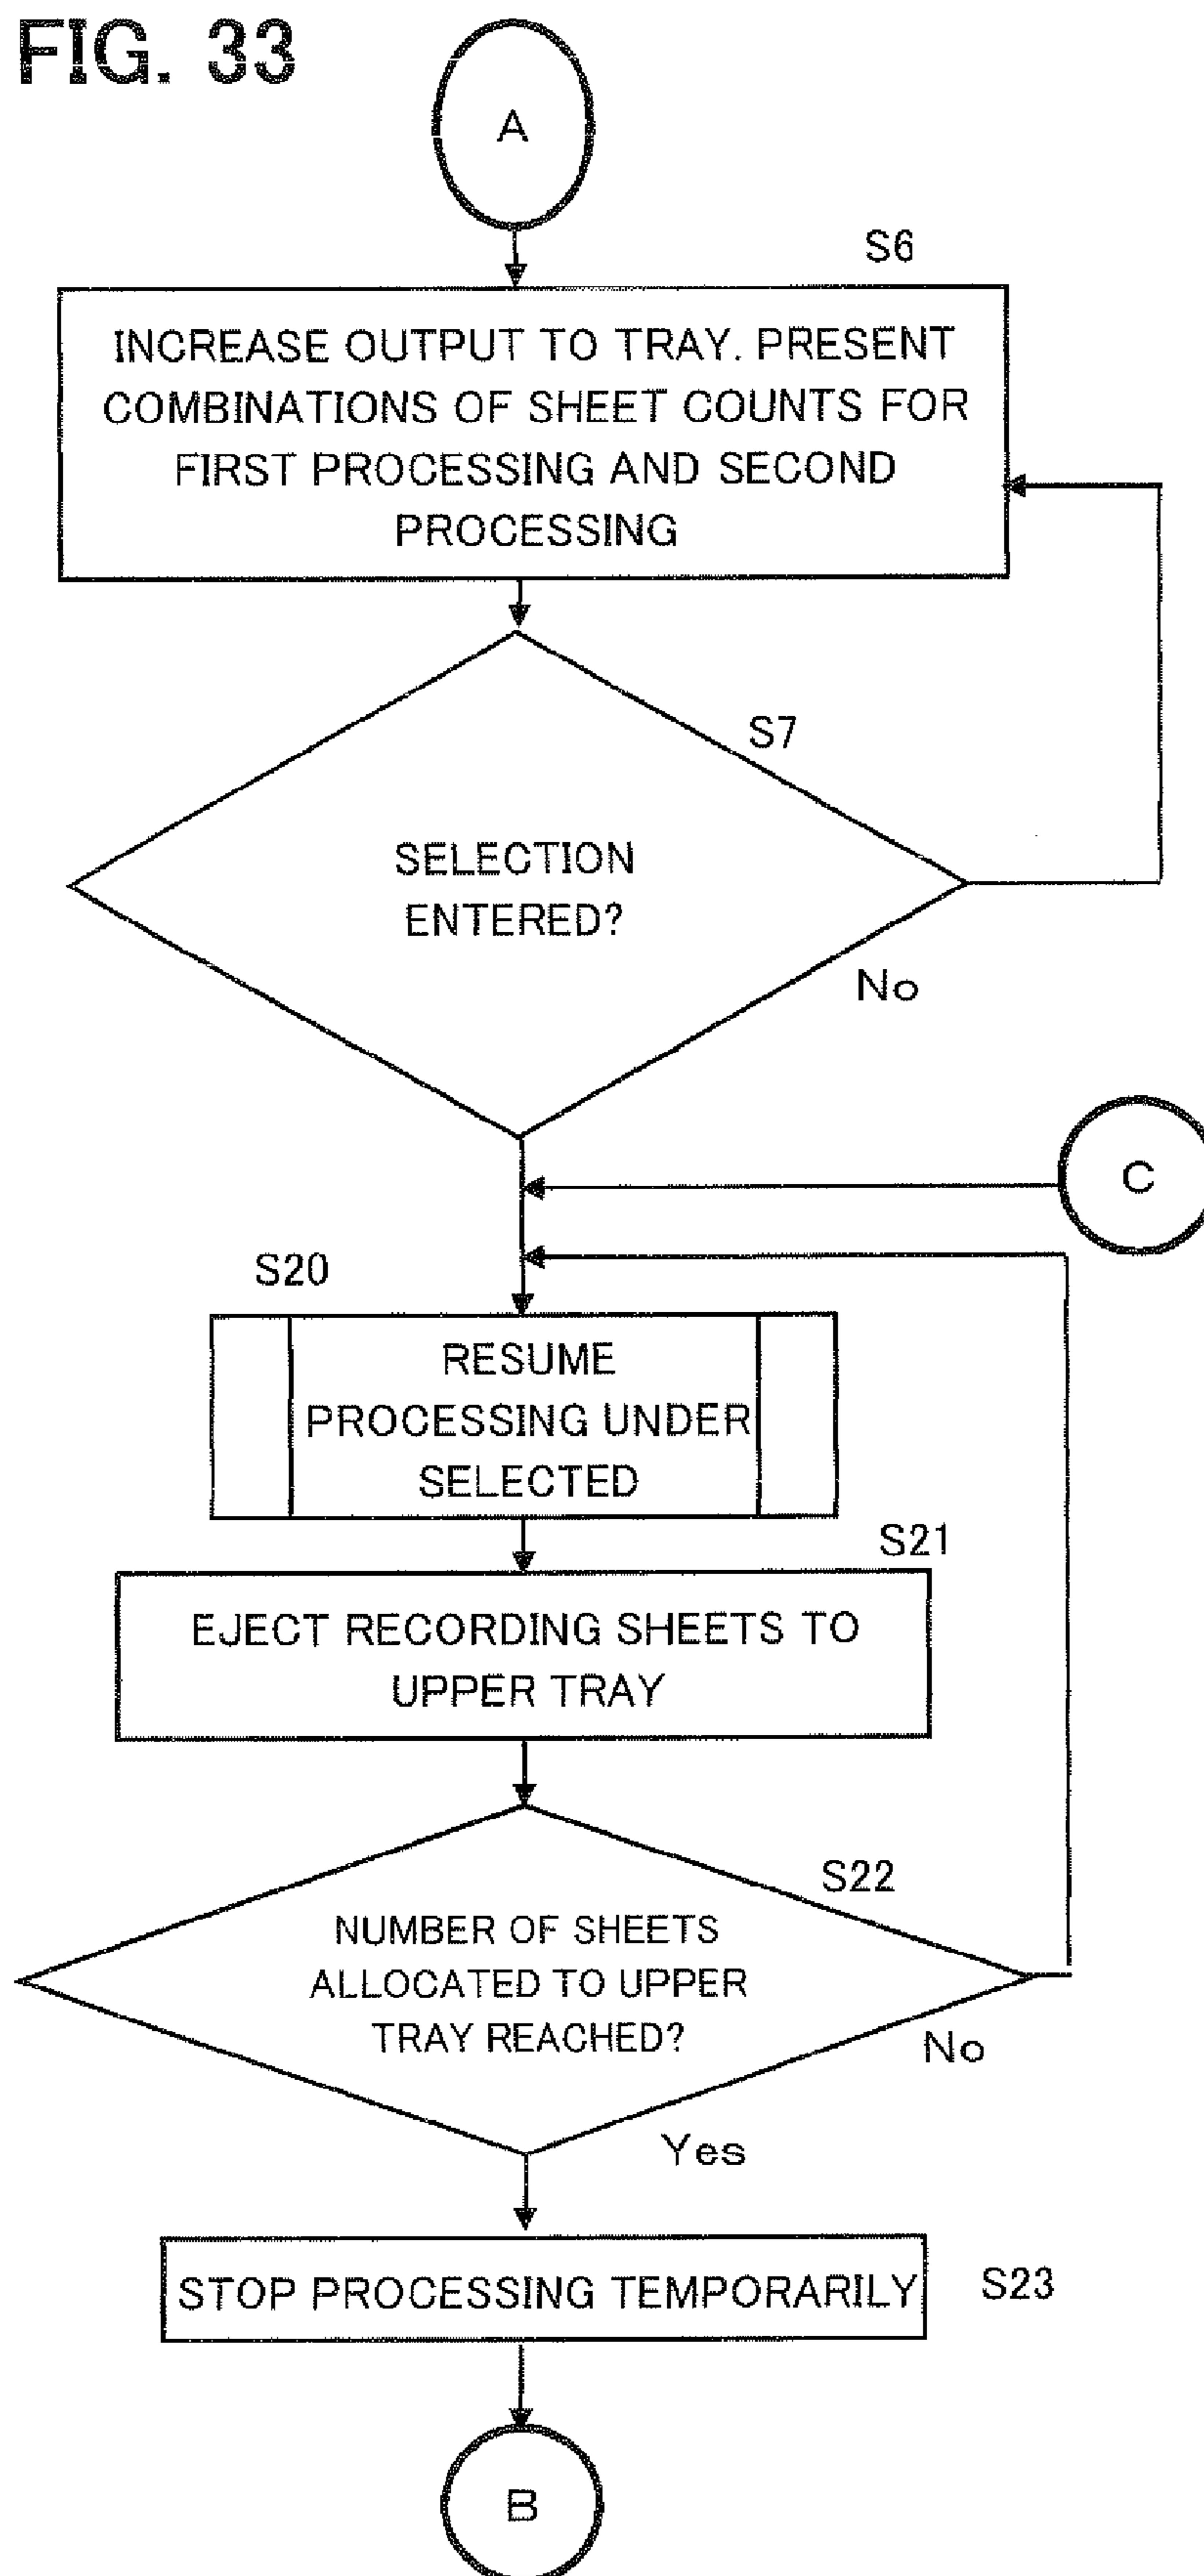 FIG. 33
A
S6
INCREASE OUTPUT TO TRAY. PRESENT
COMBINATIONS OF SHEET COUNTS FOR
FIRST PROCESSING AND SECOND
PROCESSING
S7
SELECTION
ENTERED?
No
C
S20
RESUME
PROCESSING UNDER
SELECTED
S21
EJECT RECORDING SHEETS TO
UPPER TRAY
S22
NUMBER OF SHEETS
ALLOCATED TO UPPER
TRAY REACHED?
No
Yes
STOP PROCESSING TEMPORARILY
S23
B